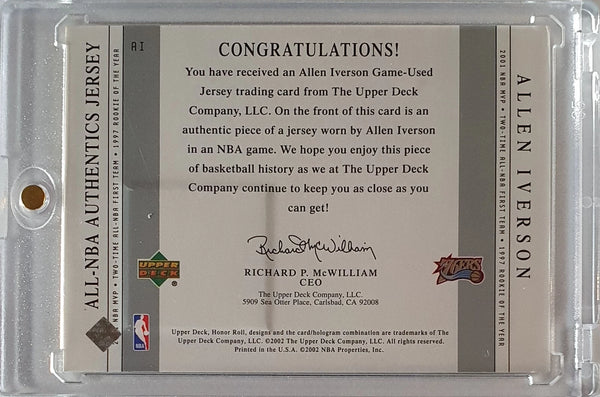 ALL-NBA AUTHENTICS JERSEY
NBA MVP • TWO-TIME ALL-NBA FIRST TEAM • 1997 ROOKIE OF THE YEAR
AI
CONGRATULATIONS!
You have received an Allen Iverson Game-Used
Jersey trading card from The Upper Deck
Company, LLC. On the front of this card is an
authentic piece of a jersey worn by Allen Iverson
in an NBA game. We hope you enjoy this piece
of basketball history as we at The Upper Deck
Company continue to keep you as close as you
can get!
Richard P. McWilliam
RICHARD P. McWILLIAM
CEO
The Upper Deck Company, LLC.
5909 Sea Otter Place, Carlsbad, CA 92008
UPPER
DECK
NBA
76ERS
Upper Deck, Honor Roll, designs and the card/hologram combination are trademarks of The
Upper Deck Company, LLC. ©2002 The Upper Deck Company, LLC. All rights reserved.
Printed in the U.S.A. ©2002 NBA Properties, Inc.
2001 NBA MVP • TWO-TIME ALL-NBA FIRST TEAM • 1997 ROOKIE OF THE YEAR
ALLEN IVERSON